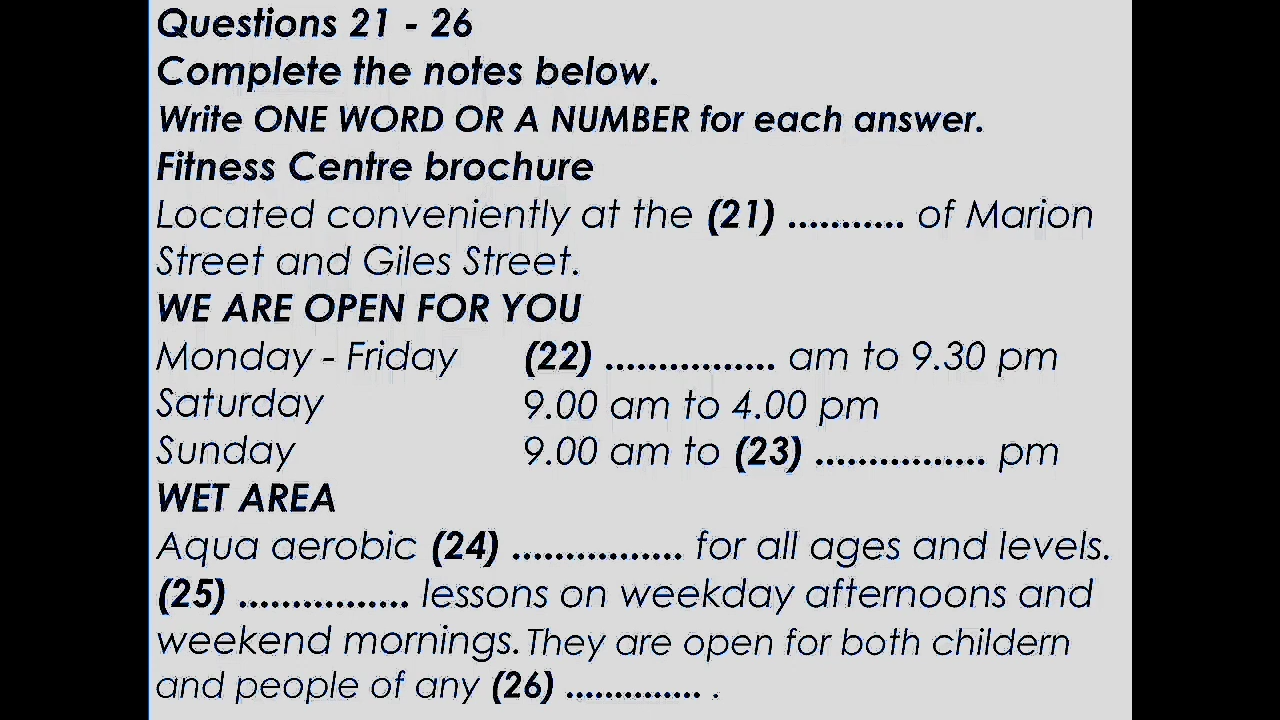 Questions 21 - 26
Complete the notes below.
Write ONE WORD OR A NUMBER for each answer.
Fitness Centre brochure
Located conveniently at the (21) ........... of Marion
Street and Giles Street.
WE ARE OPEN FOR YOU
Monday - Friday (22) ................ am to 9.30 pm
Saturday 9.00 am to 4.00 pm
Sunday 9.00 am to (23) ................ pm
WET AREA
Aqua aerobic (24) ................ for all ages and levels.
(25) ................ lessons on weekday afternoons and
weekend mornings. They are open for both childern
and people of any (26) ............. .